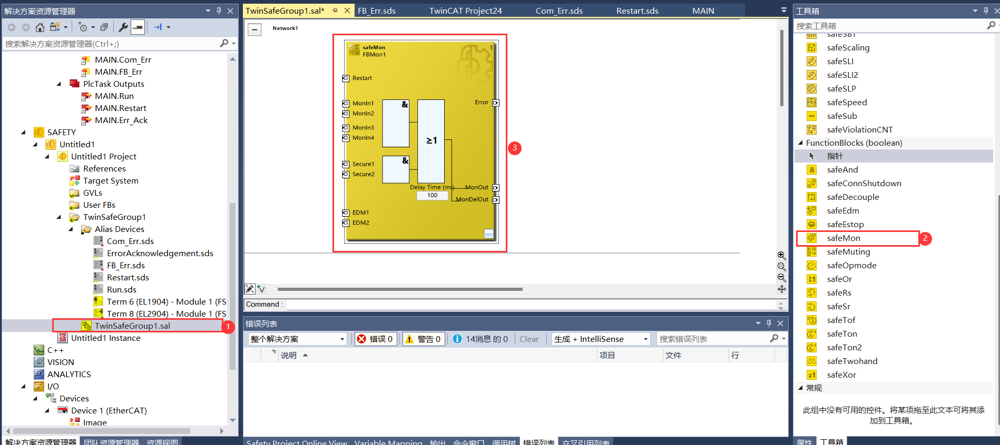 解决方案资源管理器
搜索解决方案资源管理器(Ctrl+;)
MAIN.Com_Err
MAIN.FB_Err
PlcTask Outputs
MAIN.Run
MAIN.Restart
MAIN.Err_Ack
SAFETY
Untitled1
Untitled1 Project
References
Target System
GVLs
User FBs
TwinSafeGroup1
Alias Devices
Com_Err.sds
ErrorAcknowledgement.sds
FB_Err.sds
Restart.sds
Run.sds
Term 6 (EL1904) - Module 1 (FS
Term 8 (EL2904) - Module 1 (FS
TwinSafeGroup1.sal
1
Untitled1 Instance
C++
VISION
ANALYTICS
I/O
Devices
Device 1 (EtherCAT)
Image
解决方案资源管理器 团队资源管理器 资源视图
TwinSafeGroup1.sal* FB_Err.sds TwinCAT Project24 Com_Err.sds Restart.sds MAIN
Network1
safeMon 1
FBMon1
Restart
MonIn1 & Error
MonIn2
MonIn3
MonIn4 ≥1
3
Secure1 &
Secure2
Delay Time (ms) MonOut
100 MonDelOut
EDM1
EDM2
Command :
错误列表
整个解决方案 错误 0 警告 0 14消息 的 0 Clear 生成 + IntelliSense 搜索错误列表
说明 项目 文件 行
Safety Project Online View Variable Mapping 输出 命令窗口 调用树 错误列表 交叉引用列表
工具箱
搜索工具箱
safeSBT
safeScaling
safeSLI
safeSLI2
safeSLP
safeSpeed
safeSub
safeViolationCNT
FunctionBlocks (boolean)
指针
safeAnd
safeConnShutdown
safeDecouple
safeEdm
safeEstop
safeMon 2
safeMuting
safeOpmode
safeOr
safeRs
safeSr
safeTof
safeTon
safeTon2
safeTwohand
safeXor
常规
此组中没有可用的控件。将某项拖至此文本可将其添
加到工具箱。
属性 工具箱